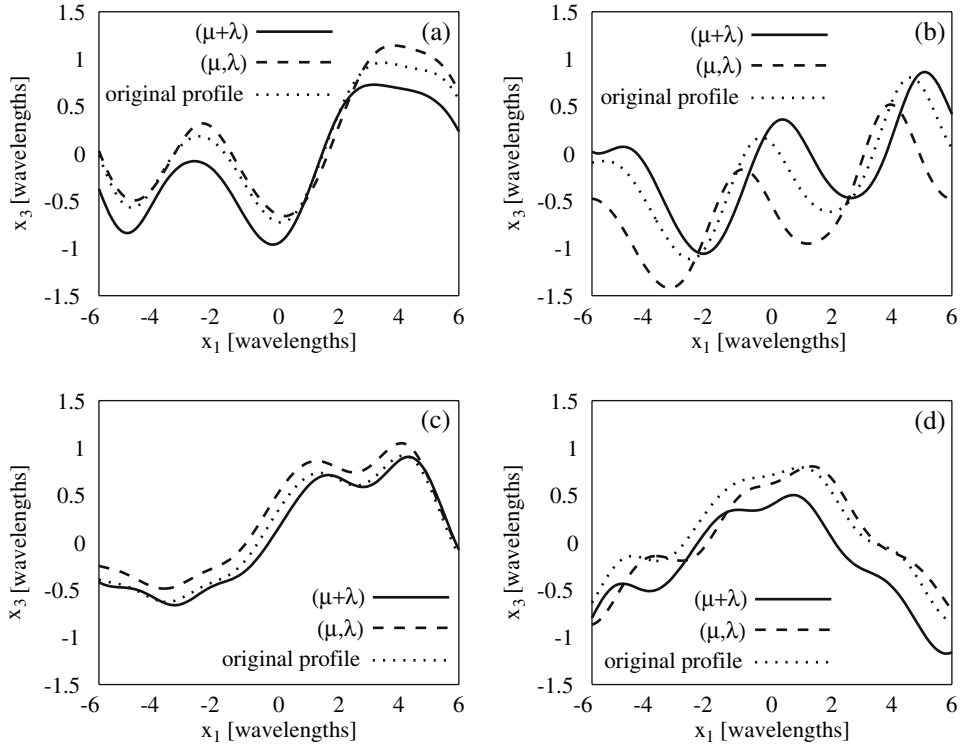 1.5
1
0.5
0
-0.5
-1
-1.5
x3 [wavelengths]
(μ+λ)
(μ,λ)
original profile
(a)
-6 -4 -2 0 2 4 6
x1 [wavelengths]
1.5
1
0.5
0
-0.5
-1
-1.5
x3 [wavelengths]
(μ+λ)
(μ,λ)
original profile
(b)
-6 -4 -2 0 2 4 6
x1 [wavelengths]
1.5
1
0.5
0
-0.5
-1
-1.5
x3 [wavelengths]
(c)
(μ+λ)
(μ,λ)
original profile
-6 -4 -2 0 2 4 6
x1 [wavelengths]
1.5
1
0.5
0
-0.5
-1
-1.5
x3 [wavelengths]
(d)
(μ+λ)
(μ,λ)
original profile
-6 -4 -2 0 2 4 6
x1 [wavelengths]